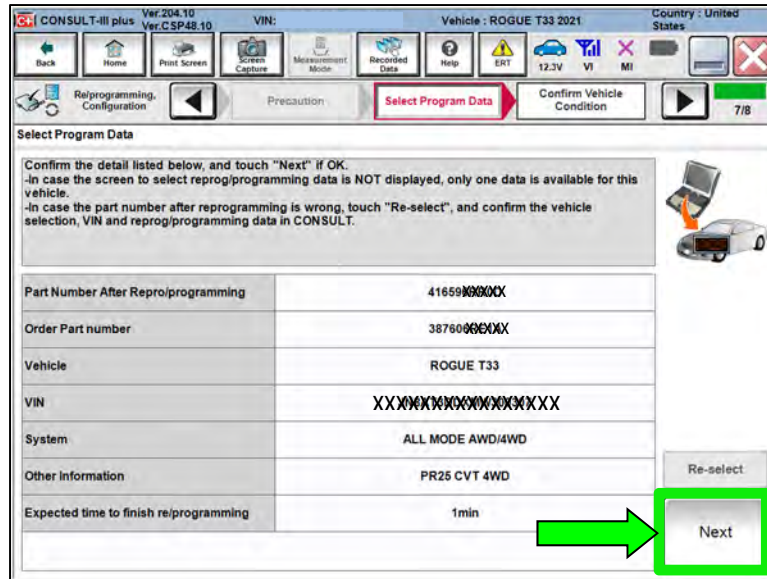 CONSULT-III plus Ver.204.10 Ver.CSP48.10 VIN: Vehicle : ROGUE T33 2021 Country : United States
Back Home Print Screen Screen Capture Measurement Mode Recorded Data Help ERT 12.3V VI MI
Re/programming, Configuration Precaution Select Program Data Confirm Vehicle Condition 7/8
Select Program Data
Confirm the detail listed below, and touch "Next" if OK.
-In case the screen to select reprog/programming data is NOT displayed, only one data is available for this
vehicle.
-In case the part number after reprogramming is wrong, touch "Re-select", and confirm the vehicle
selection, VIN and reprog/programming data in CONSULT.
Part Number After Repro/programming 41659XXXXX
Order Part number 38760XXXXX
Vehicle ROGUE T33
VIN XXXXXXXXXXXXXXXXX
System ALL MODE AWD/4WD
Other Information PR25 CVT 4WD
Expected time to finish re/programming 1min
Re-select
Next